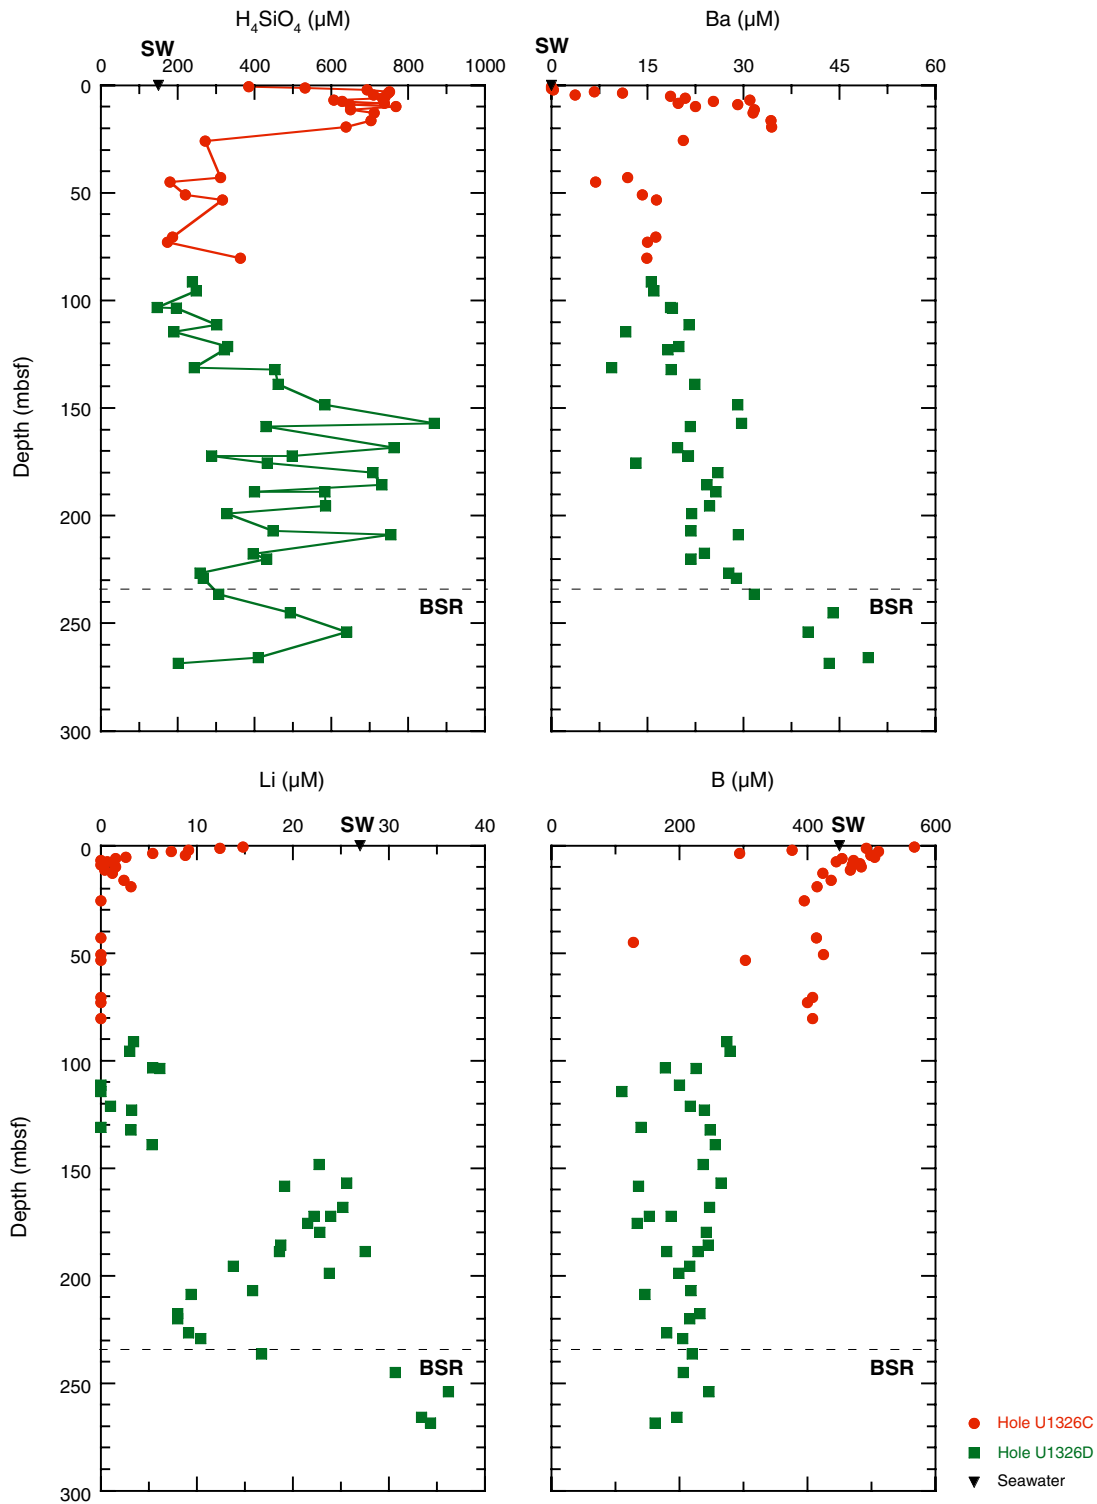 H₄SiO₄ (µM)
SW
0 200 400 600 800 1000
0
50
100
150
200
250
300
Depth (mbsf)
BSR
Ba (µM)
SW
0 15 30 45 60
BSR
Li (µM)
0 10 20 SW 30 40
0
50
100
150
200
250
300
Depth (mbsf)
BSR
B (µM)
0 200 400 SW 600
BSR
Hole U1326C
Hole U1326D
Seawater